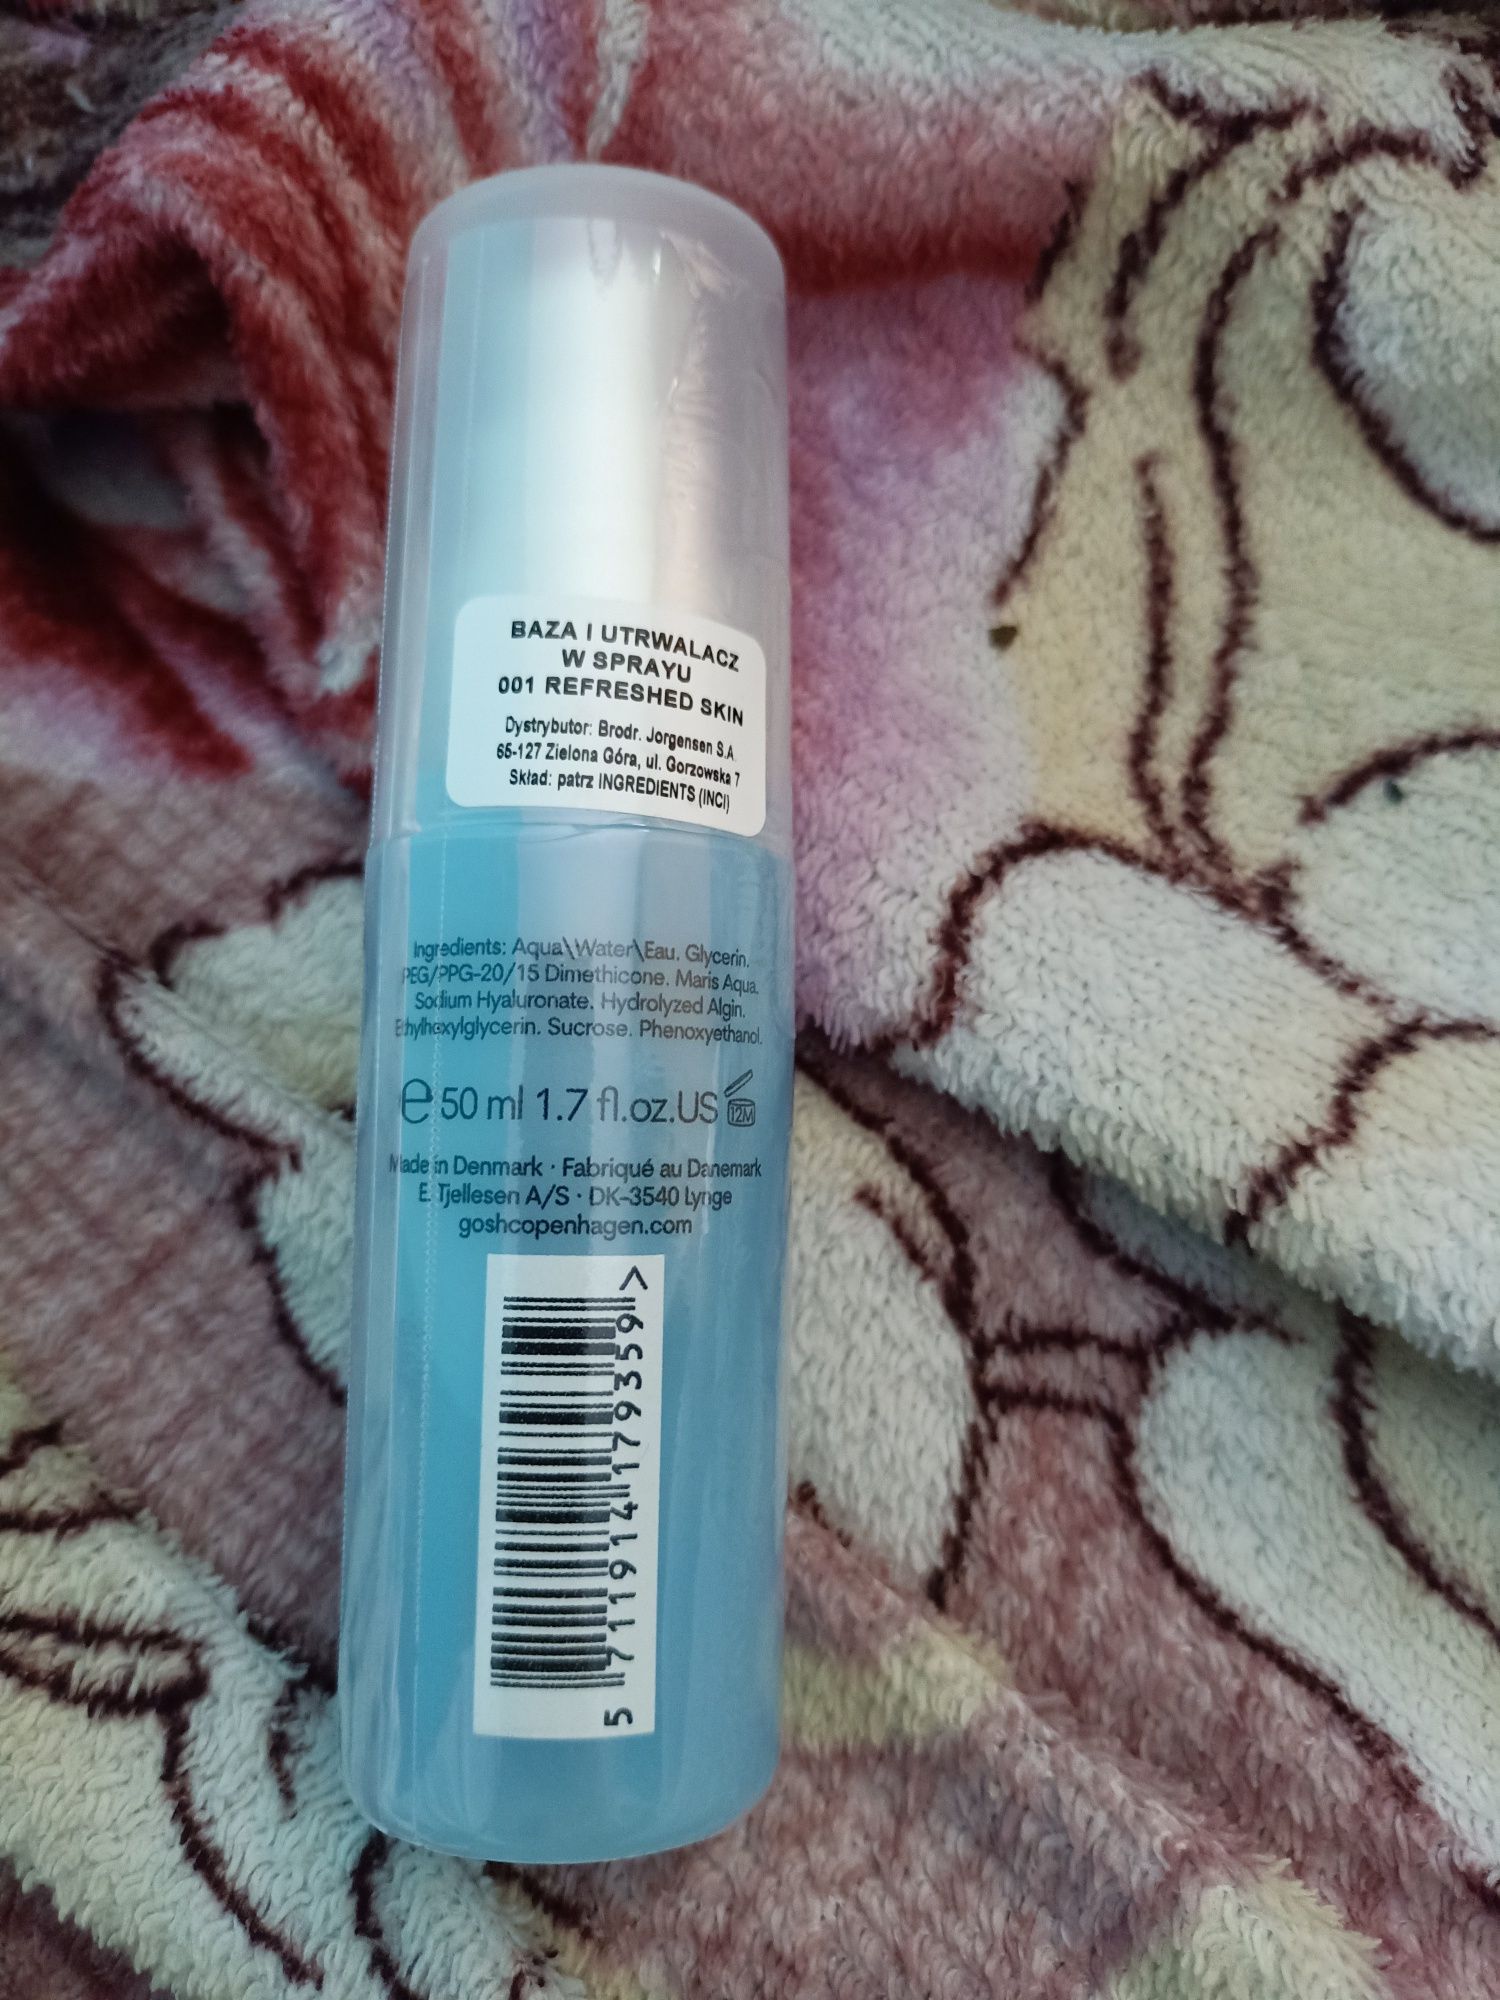 BAZA I UTRWALACZ
W SPRAYU
001 REFRESHED SKIN
Dystrybutor: Brodr. Jorgensen S.A.
65-127 Zielona Góra, ul. Gorzowska 7
Skład: patrz INGREDIENTS (INCI)
Ingredients: Aqua\Water\Eau. Glycerin.
PEG/PPG-20/15 Dimethicone. Maris Aqua.
Sodium Hyaluronate. Hydrolyzed Algin.
Ethylhexylglycerin. Sucrose. Phenoxyethanol.
e 50 ml 1.7 fl.oz.US 12M
Made in Denmark · Fabriqué au Danemark
E. Tjellesen A/S · DK-3540 Lynge
goshcopenhagen.com
5 711914 179359 >